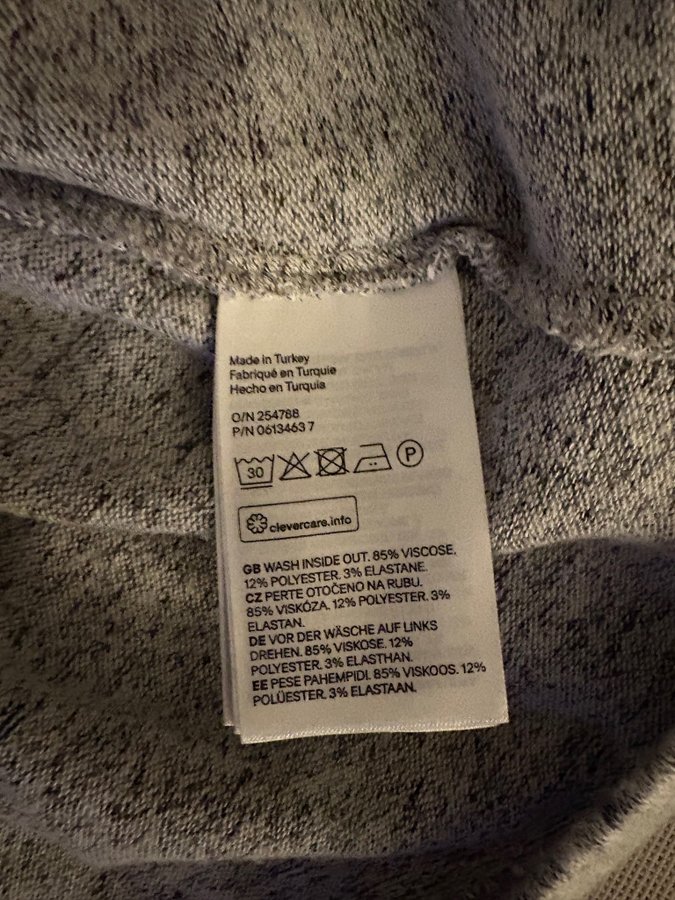 Made in Turkey
Fabriqué en Turquie
Hecho en Turquia
O/N 254788
P/N 0613463 7
30 P
clevercare.info
GB WASH INSIDE OUT. 85% VISCOSE,
12% POLYESTER. 3% ELASTANE.
CZ PERTE OTOČENO NA RUBU.
85% VISKÓZA. 12% POLYESTER. 3%
ELASTAN.
DE VOR DER WÄSCHE AUF LINKS
DREHEN. 85% VISKOSE. 12%
POLYESTER. 3% ELASTHAN.
EE PESE PAHEMPIDI. 85% VISKOOS. 12%
POLÜESTER. 3% ELASTAAN.